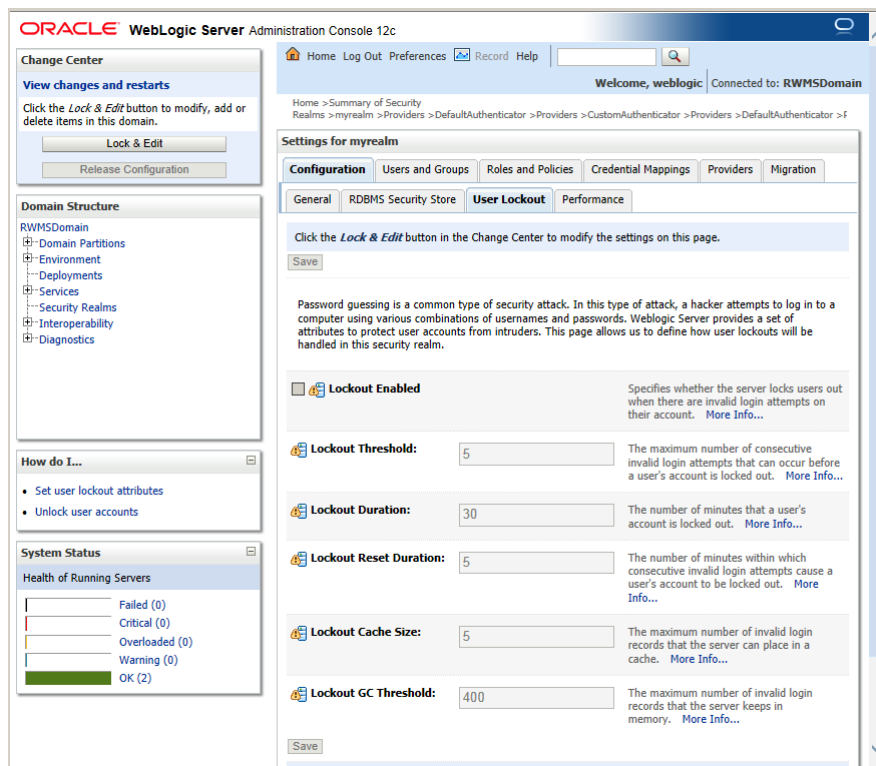 ORACLE WebLogic Server Administration Console 12c
Change Center
View changes and restarts
Click the Lock & Edit button to modify, add or
delete items in this domain.
Lock & Edit
Release Configuration
Domain Structure
RWMSDomain
Domain Partitions
Environment
Deployments
Services
Security Realms
Interoperability
Diagnostics
How do I...
Set user lockout attributes
Unlock user accounts
System Status
Health of Running Servers
Failed (0)
Critical (0)
Overloaded (0)
Warning (0)
OK (2)
Home Log Out Preferences Record Help
Welcome, weblogic Connected to: RWMSDomain
Home >Summary of Security
Realms >myrealm >Providers >DefaultAuthenticator >Providers >CustomAuthenticator >Providers >DefaultAuthenticator >
Settings for myrealm
Configuration Users and Groups Roles and Policies Credential Mappings Providers Migration
General RDBMS Security Store User Lockout Performance
Click the Lock & Edit button in the Change Center to modify the settings on this page.
Save
Password guessing is a common type of security attack. In this type of attack, a hacker attempts to log in to a
computer using various combinations of usernames and passwords. Weblogic Server provides a set of
attributes to protect user accounts from intruders. This page allows us to define how user lockouts will be
handled in this security realm.
Lockout Enabled
Specifies whether the server locks users out
when there are invalid login attempts on
their account. More Info...
Lockout Threshold:
5
The maximum number of consecutive
invalid login attempts that can occur before
a user's account is locked out. More Info...
Lockout Duration:
30
The number of minutes that a user's
account is locked out. More Info...
Lockout Reset Duration:
5
The number of minutes within which
consecutive invalid login attempts cause a
user's account to be locked out. More
Info...
Lockout Cache Size:
5
The maximum number of invalid login
records that the server can place in a
cache. More Info...
Lockout GC Threshold:
400
The maximum number of invalid login
records that the server keeps in
memory. More Info...
Save